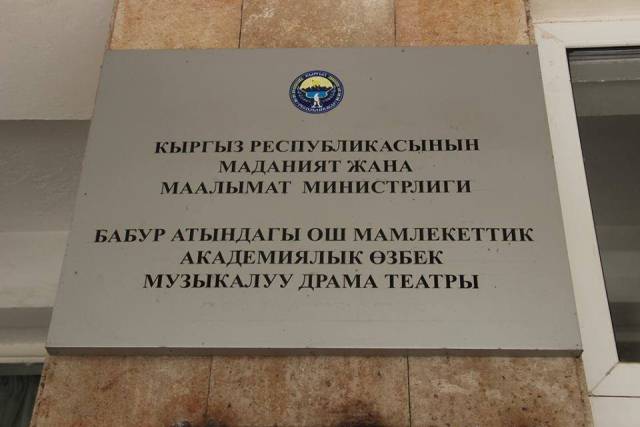 КЫРГЫЗ РЕСПУБЛИКАСЫНЫН
МАДАНИЯТ ЖАНА
МААЛЫМАТ МИНИСТРЛИГИ
БАБУР АТЫНДАГЫ ОШ МАМЛЕКЕТТИК
АКАДЕМИЯЛЫК ӨЗБЕК
МУЗЫКАЛУУ ДРАМА ТЕАТРЫ